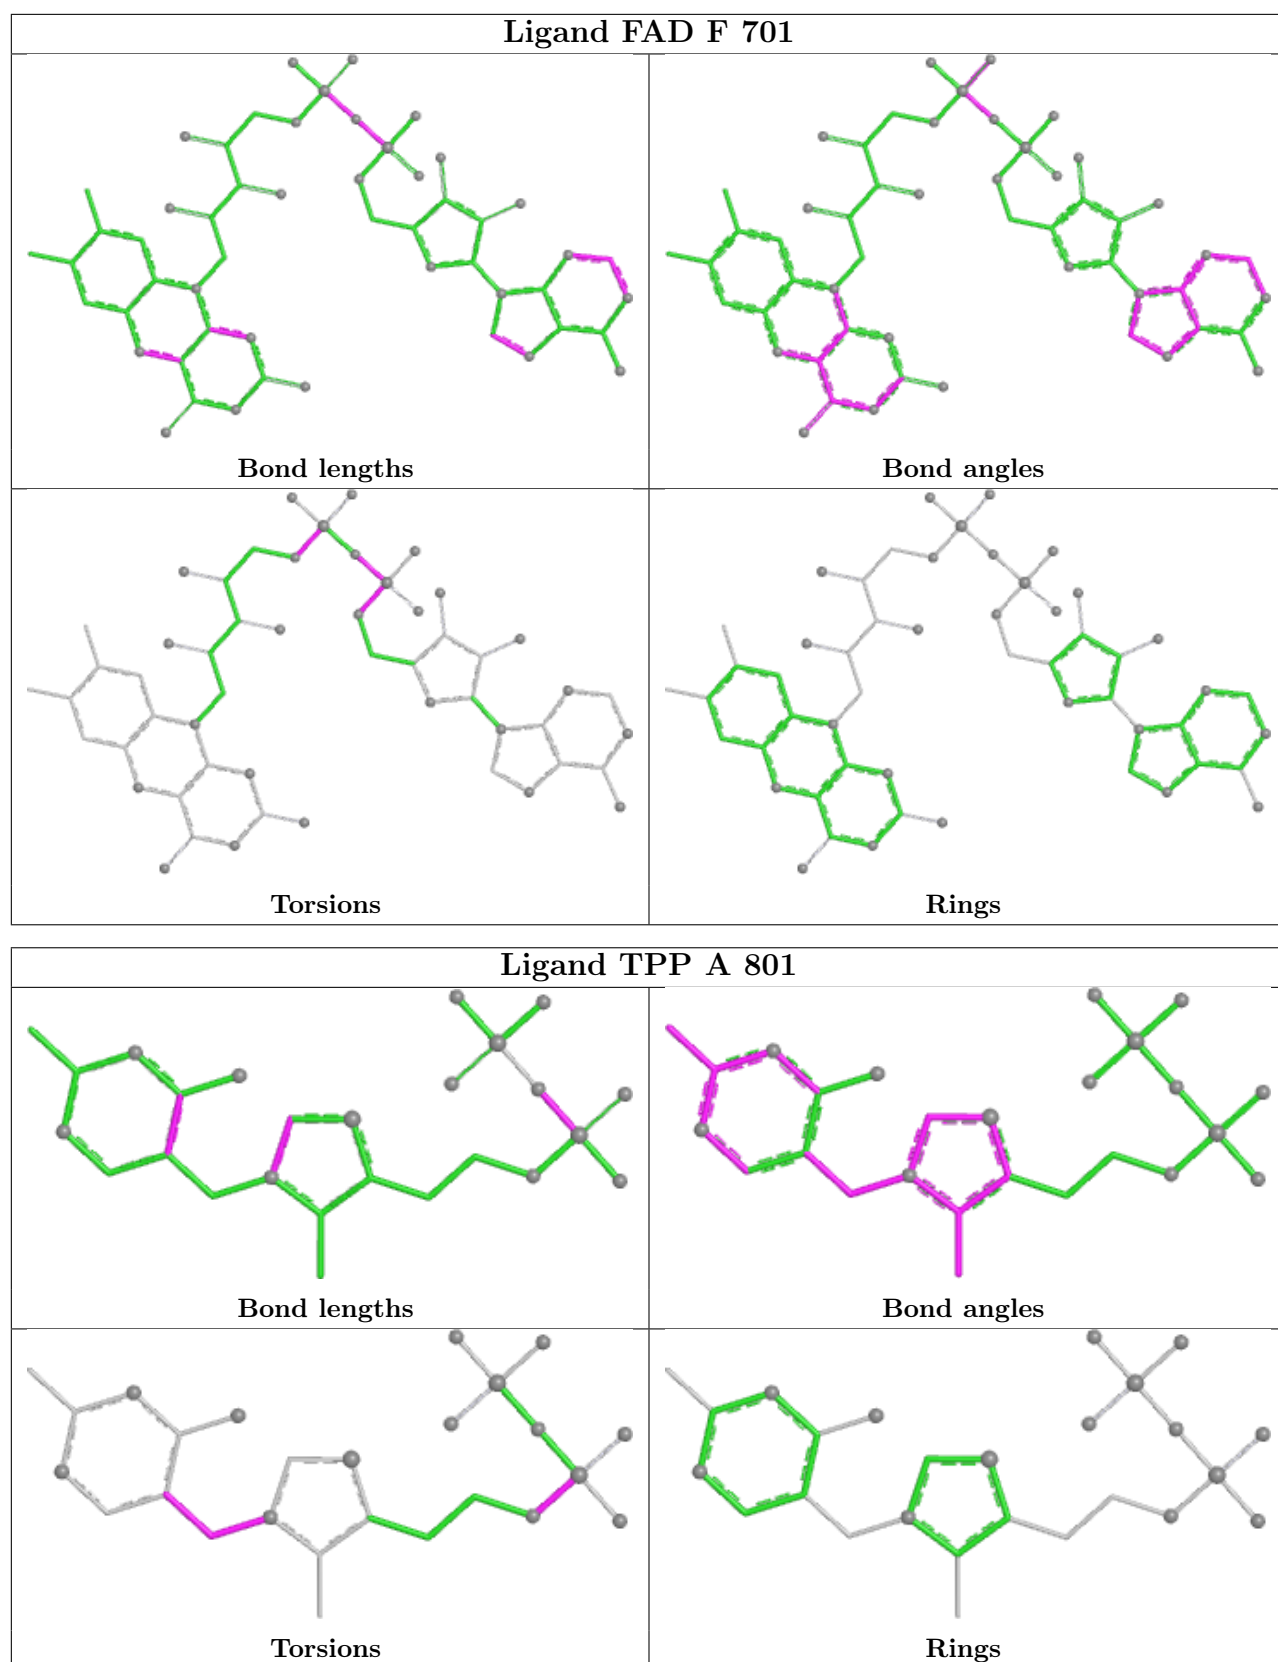 Ligand FAD F 701
Bond lengths
Bond angles
Torsions
Rings
Ligand TPP A 801
Bond lengths
Bond angles
Torsions
Rings